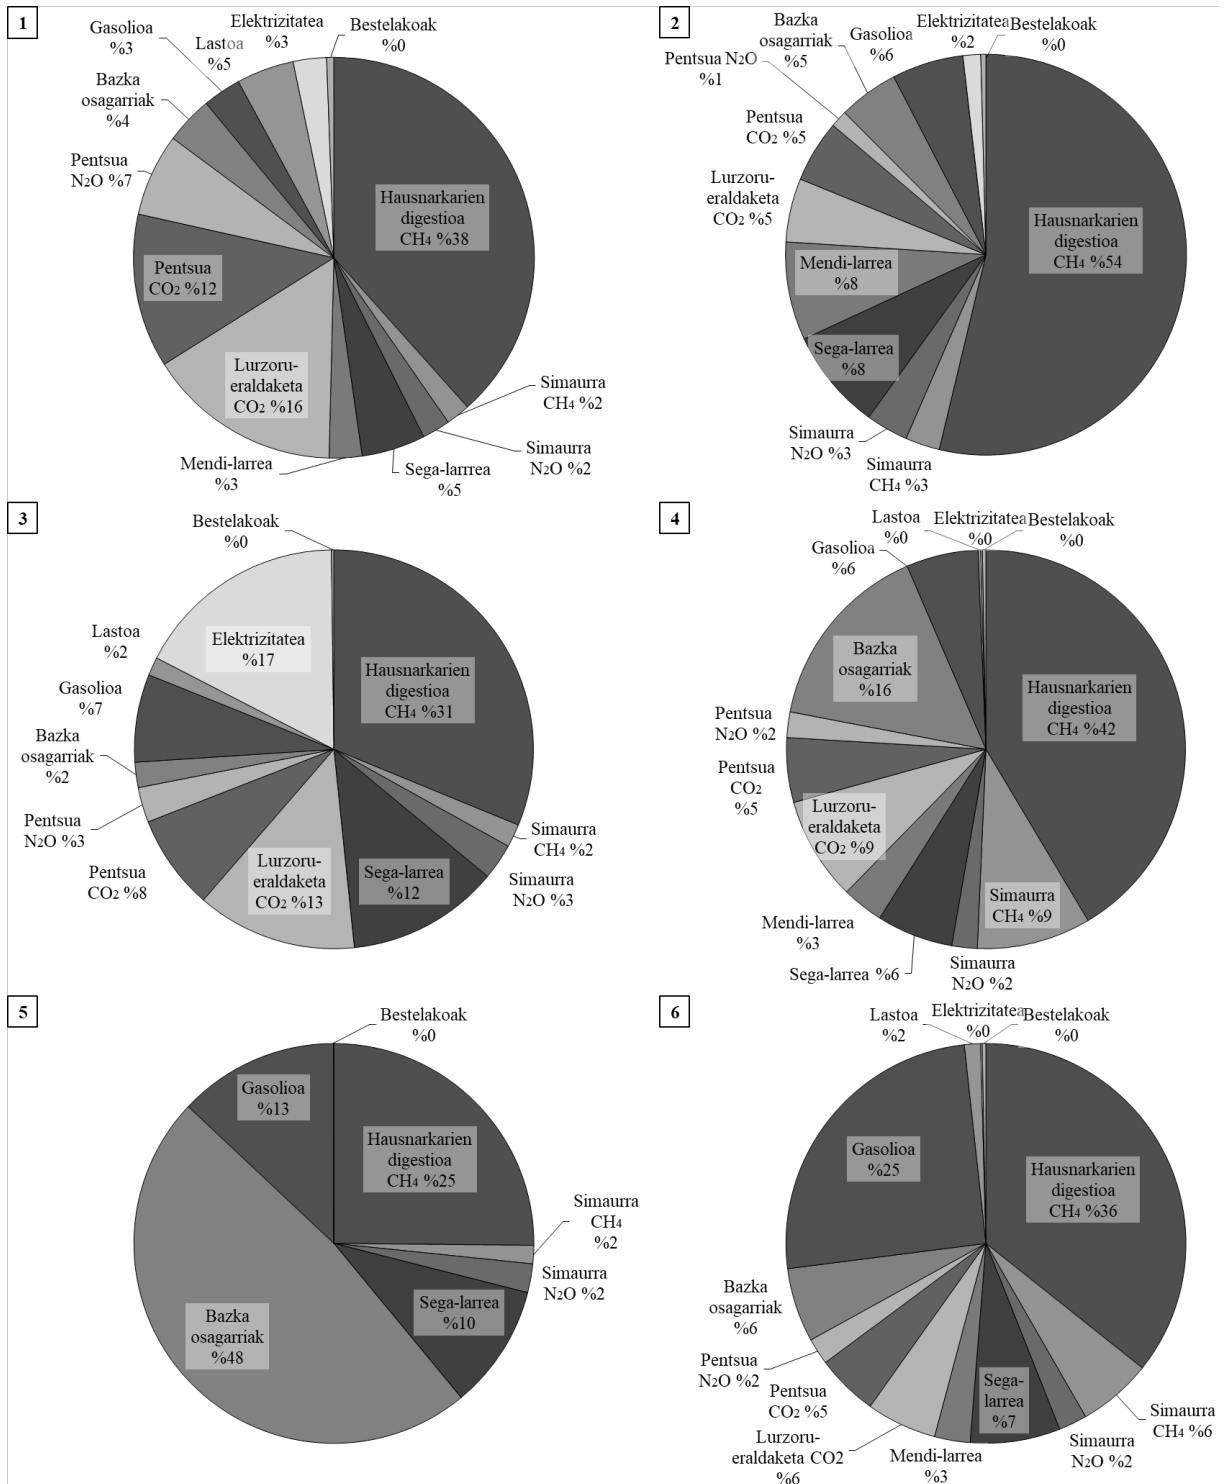 1
Elektrizitatea
%3
Bestelakoak
%0
Gasolioa
%3
Lastoa
%5
Bazka
osagarriak
%4
Pentsua
N2O %7
Hausnarkarien
digestioa
CH4 %38
Pentsua
CO2 %12
Lurzoru-
eraldaketa
CO2 %16
Simaurra
CH4 %2
Simaurra
N2O %2
Mendi-larrea
%3
Sega-larrrea
%5
2
Bazka
osagarriak
%5
Gasolioa
%6
Elektrizitatea
%2
Bestelakoak
%0
Pentsua N2O
%1
Pentsua
CO2 %5
Lurzoru-
eraldaketa
CO2 %5
Hausnarkarien
digestioa
CH4 %54
Mendi-larrea
%8
Sega-larrea
%8
Simaurra
N2O %3
Simaurra
CH4 %3
3
Bestelakoak
%0
Lastoa
%2
Elektrizitatea
%17
Gasolioa
%7
Hausnarkarien
digestioa
CH4 %31
Bazka
osagarriak
%2
Pentsua
N2O %3
Pentsua
CO2 %8
Lurzoru-
eraldaketa
CO2 %13
Sega-larrea
%12
Simaurra
CH4 %2
Simaurra
N2O %3
4
Lastoa
%0
Elektrizitatea
%0
Bestelakoak
%0
Gasolioa
%6
Bazka
osagarriak
%16
Hausnarkarien
digestioa
CH4 %42
Pentsua
N2O %2
Pentsua
CO2
%5
Lurzoru-
eraldaketa
CO2 %9
Simaurra
CH4 %9
Mendi-larrea
%3
Sega-larrea %6
Simaurra
N2O %2
5
Bestelakoak
%0
Gasolioa
%13
Hausnarkarien
digestioa
CH4 %25
Simaurra
CH4
%2
Simaurra
N2O %2
Sega-larrea
%10
Bazka
osagarriak
%48
6
Lastoa
%2
Elektrizitatea
%0
Bestelakoak
%0
Gasolioa
%25
Hausnarkarien
digestioa
CH4 %36
Bazka
osagarriak
%6
Pentsua
N2O %2
Pentsua
CO2 %5
Lurzoru-
eraldaketa CO2
%6
Mendi-larrea
%3
Sega-
larrea
%7
Simaurra
N2O %2
Simaurra
CH4 %6